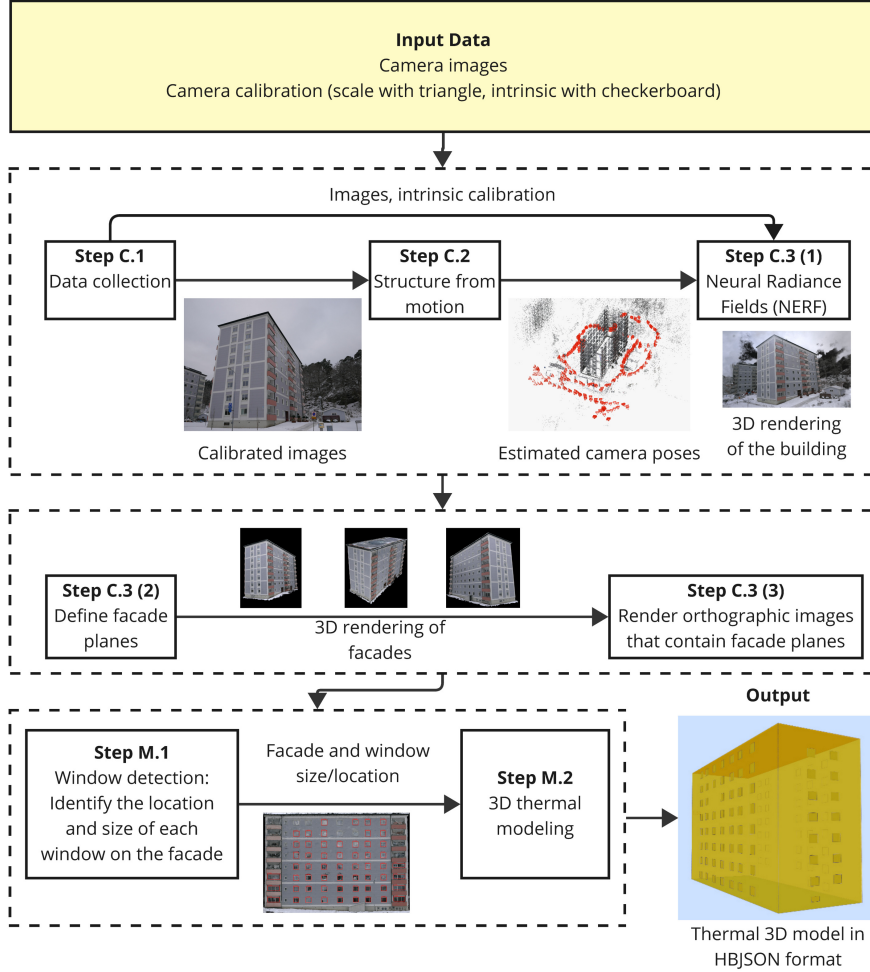 Input Data
Camera images
Camera calibration (scale with triangle, intrinsic with checkerboard)
Images, intrinsic calibration
Step C.1
Data collection
Step C.2
Structure from
motion
Step C.3 (1)
Neural Radiance
Fields (NERF)
Calibrated images
Estimated camera poses
3D rendering
of the building
Step C.3 (2)
Define facade
planes
3D rendering of
facades
Step C.3 (3)
Render orthographic images
that contain facade planes
Step M.1
Window detection:
Identify the location
and size of each
window on the facade
Facade and window
size/location
Step M.2
3D thermal
modeling
Output
Thermal 3D model in
HBJSON format